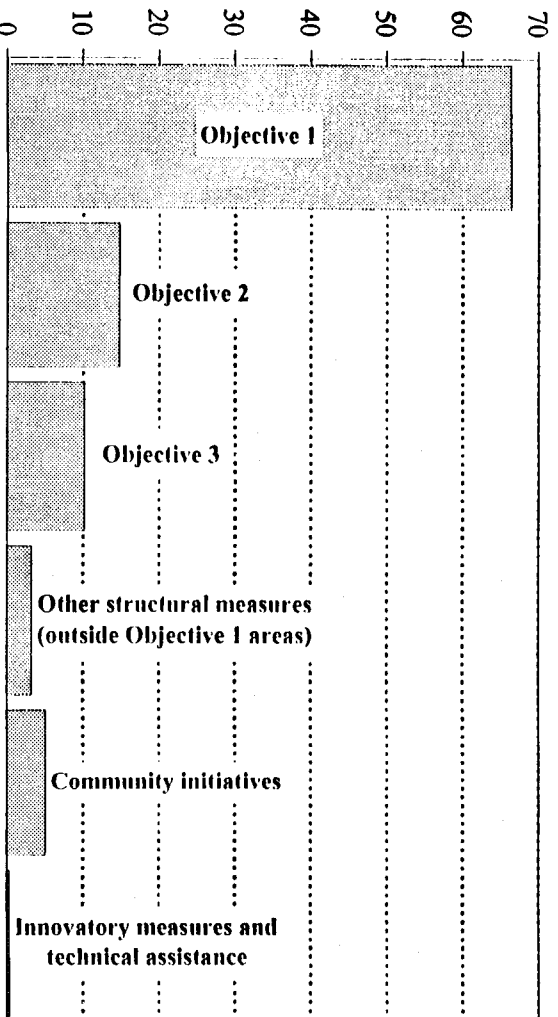 0
10
20
30
40
50
60
70
Objective 1
Objective 2
Objective 3
Other structural measures
(outside Objective 1 areas)
Community initiatives
Innovatory measures and
technical assistance